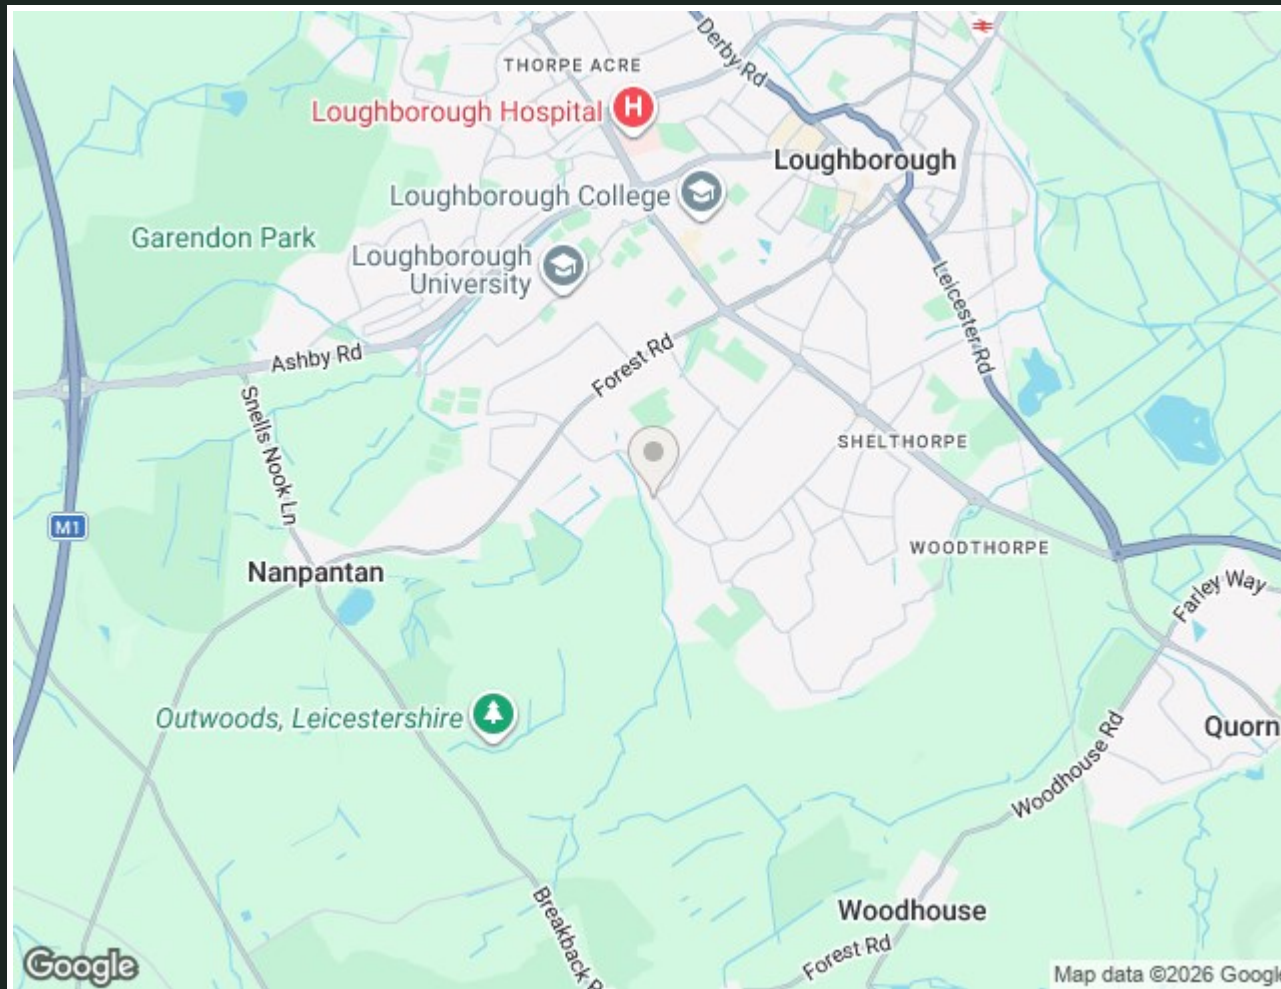 Derby Rd
THORPE ACRE
Loughborough Hospital
H
Loughborough
Loughborough College
Garendon Park
Loughborough
University
Leicester Rd
Ashby Rd
Forest Rd
Snells Nook Ln
SHELTHORPE
M1
WOODTHORPE
Nanpantan
Farley Way
Outwoods, Leicestershire
Quorn
Woodhouse Rd
Woodhouse
Breakback R
Forest Rd
Google
Map data ©2026 Google